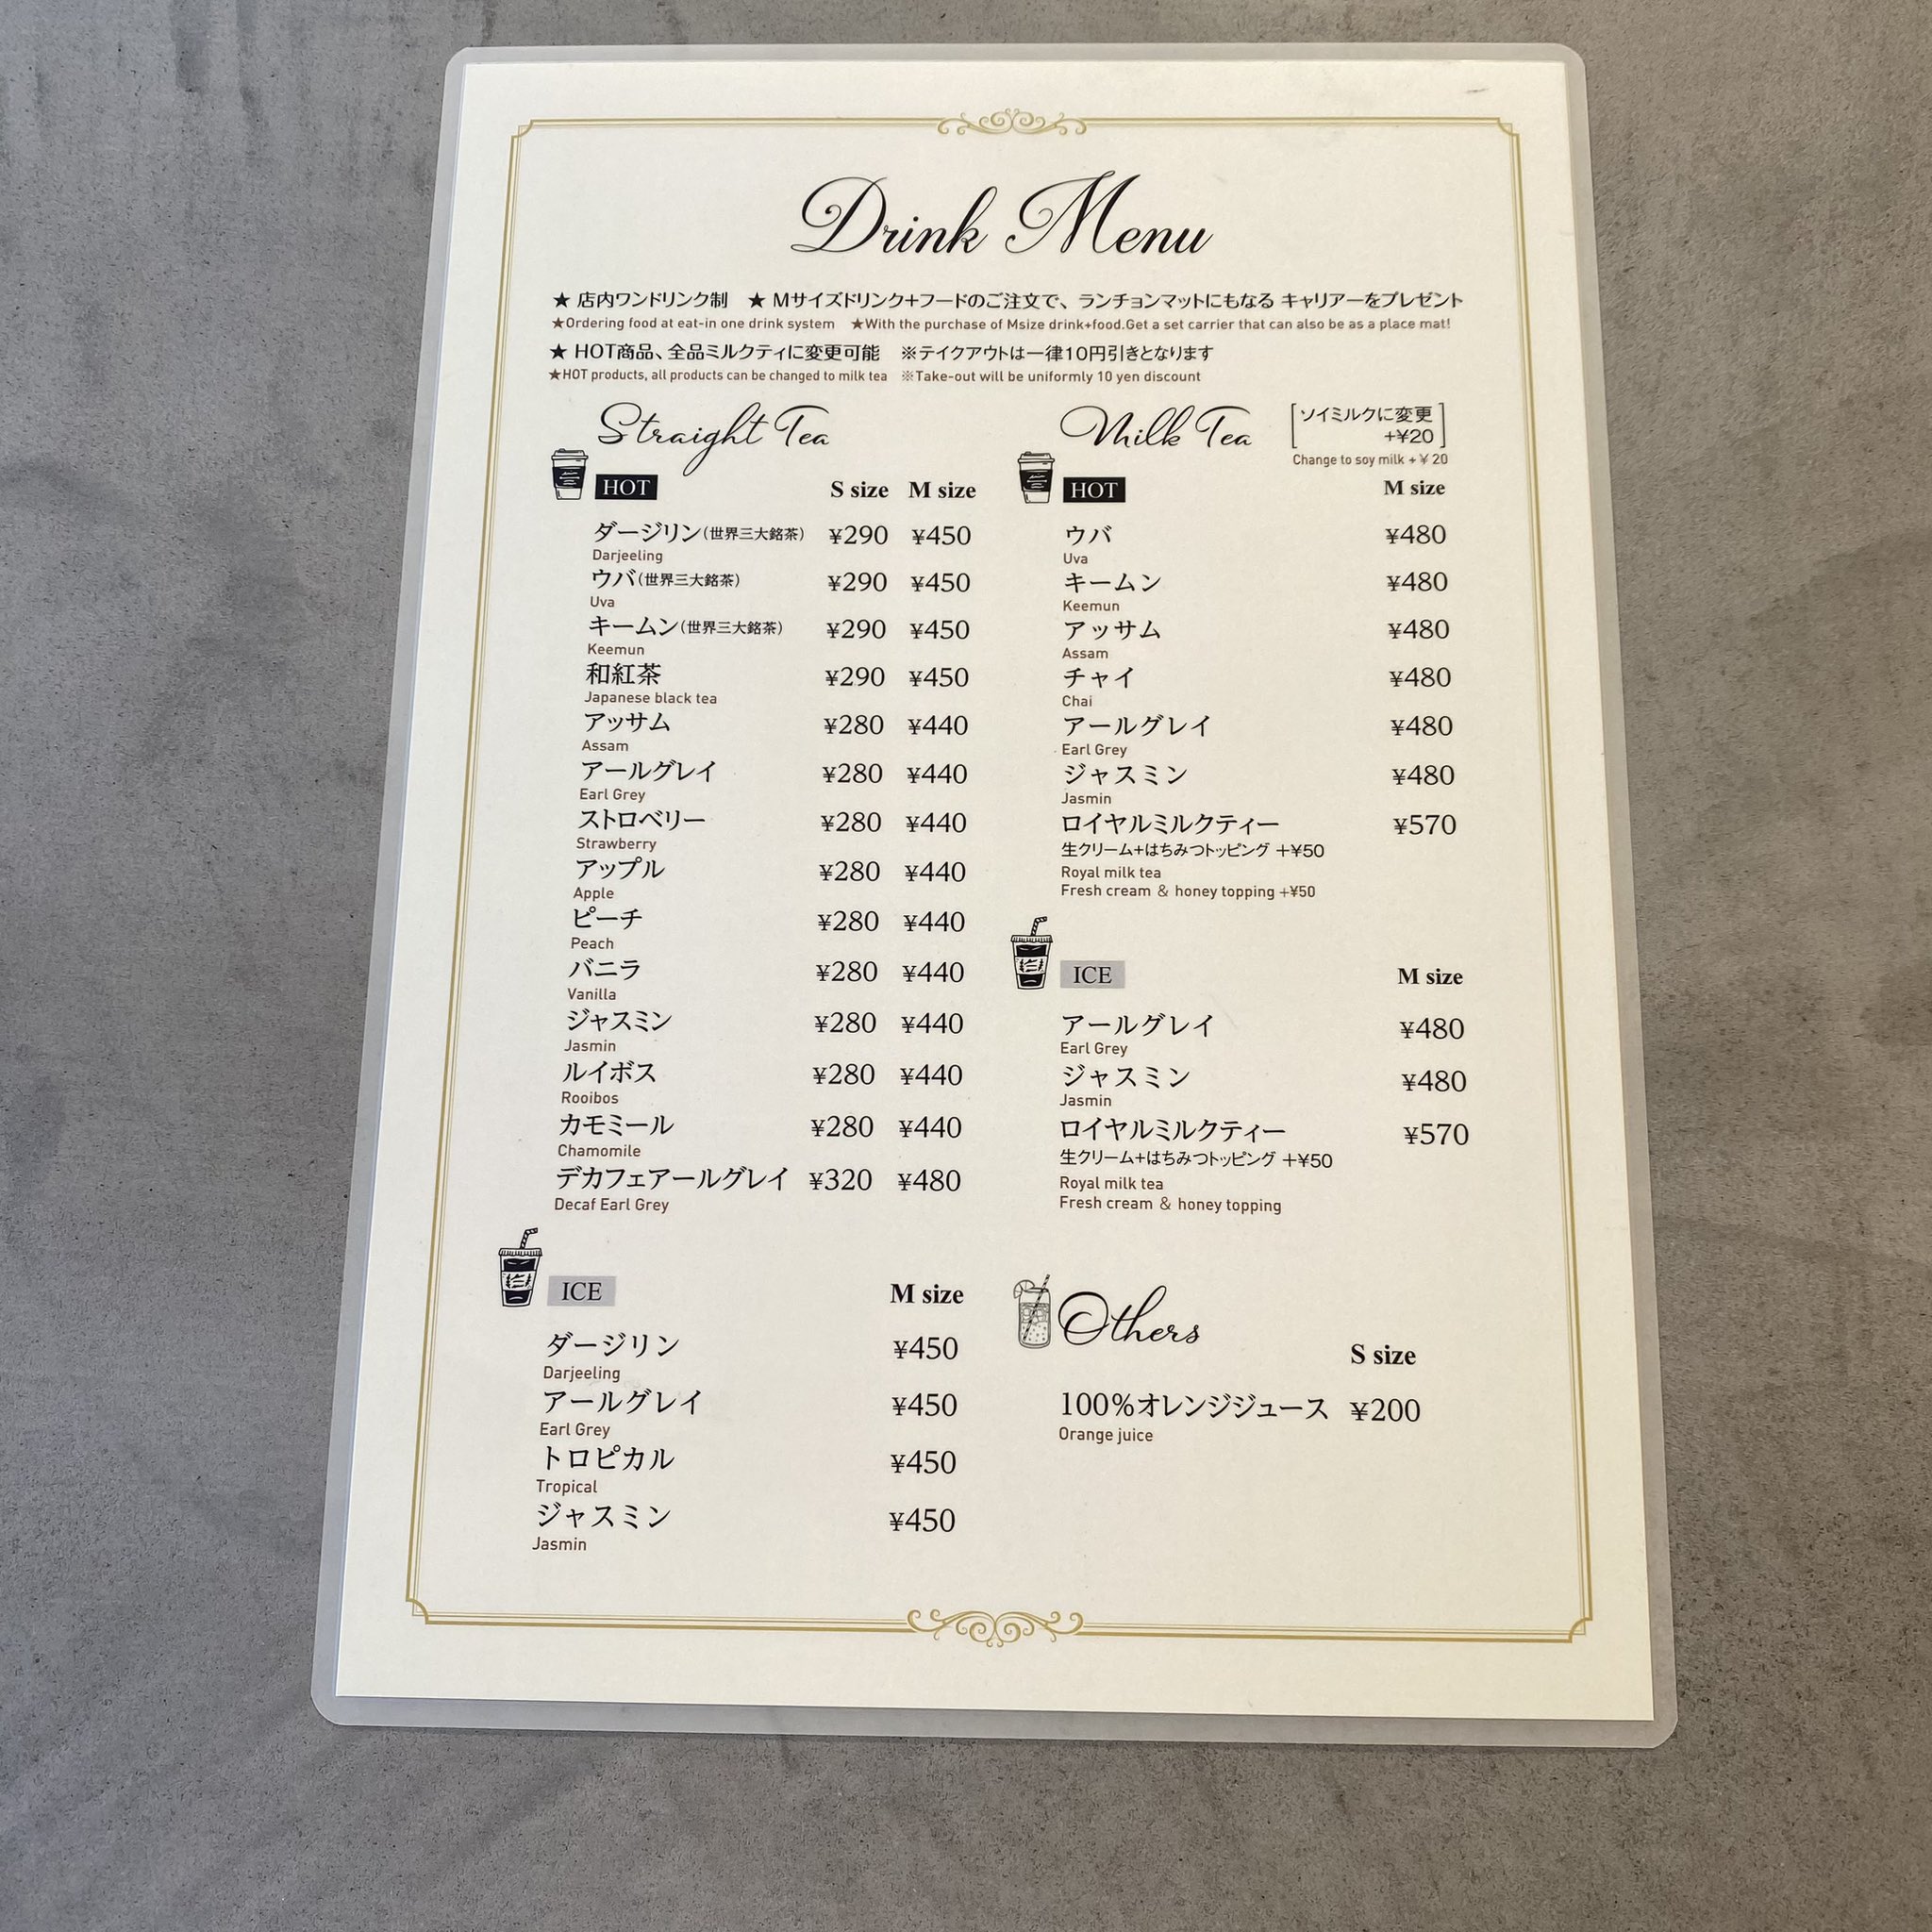 Drink Menu
★ 店内ワンドリンク制　★ Mサイズドリンク+フードのご注文で、ランチョンマットにもなる キャリアーをプレゼント
★Ordering food at eat-in one drink system　★With the purchase of Msize drink+food.Get a set carrier that can also be as a place mat!
★ HOT商品、全品ミルクティに変更可能　※テイクアウトは一律10円引きとなります
★HOT products, all products can be changed to milk tea　※Take-out will be uniformly 10 yen discount
Straight Tea
HOT S size M size
ダージリン(世界三大銘茶) ¥290 ¥450
Darjeeling
ウバ(世界三大銘茶) ¥290 ¥450
Uva
キームン(世界三大銘茶) ¥290 ¥450
Keemun
和紅茶 ¥290 ¥450
Japanese black tea
アッサム ¥280 ¥440
Assam
アールグレイ ¥280 ¥440
Earl Grey
ストロベリー ¥280 ¥440
Strawberry
アップル ¥280 ¥440
Apple
ピーチ ¥280 ¥440
Peach
バニラ ¥280 ¥440
Vanilla
ジャスミン ¥280 ¥440
Jasmin
ルイボス ¥280 ¥440
Rooibos
カモミール ¥280 ¥440
Chamomile
デカフェアールグレイ ¥320 ¥480
Decaf Earl Grey
ICE M size
ダージリン ¥450
Darjeeling
アールグレイ ¥450
Earl Grey
トロピカル ¥450
Tropical
ジャスミン ¥450
Jasmin
Milk Tea
[ソイミルクに変更
+¥20]
Change to soy milk +¥20
HOT M size
ウバ ¥480
Uva
キームン ¥480
Keemun
アッサム ¥480
Assam
チャイ ¥480
Chai
アールグレイ ¥480
Earl Grey
ジャスミン ¥480
Jasmin
ロイヤルミルクティー ¥570
生クリーム+はちみつトッピング +¥50
Royal milk tea
Fresh cream & honey topping +¥50
ICE M size
アールグレイ ¥480
Earl Grey
ジャスミン ¥480
Jasmin
ロイヤルミルクティー ¥570
生クリーム+はちみつトッピング +¥50
Royal milk tea
Fresh cream & honey topping
Others
S size
100%オレンジジュース ¥200
Orange juice